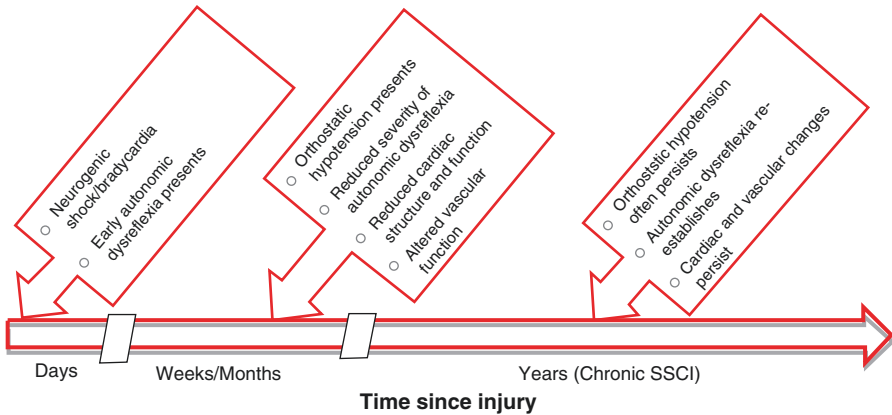 Neurogenic
shock/bradycardia
Early autonomic
dysreflexia presents
Orthostatic
hypotension presents
Reduced severity of
autonomic dysreflexia
Reduced cardiac
structure and function
Altered vascular
function
Orthoststic hypotension
often persists
Autonomic dysreflexia re-
establishes
Cardiac and vascular changes
persist
Days
Weeks/Months
Years (Chronic SSCI)
Time since injury